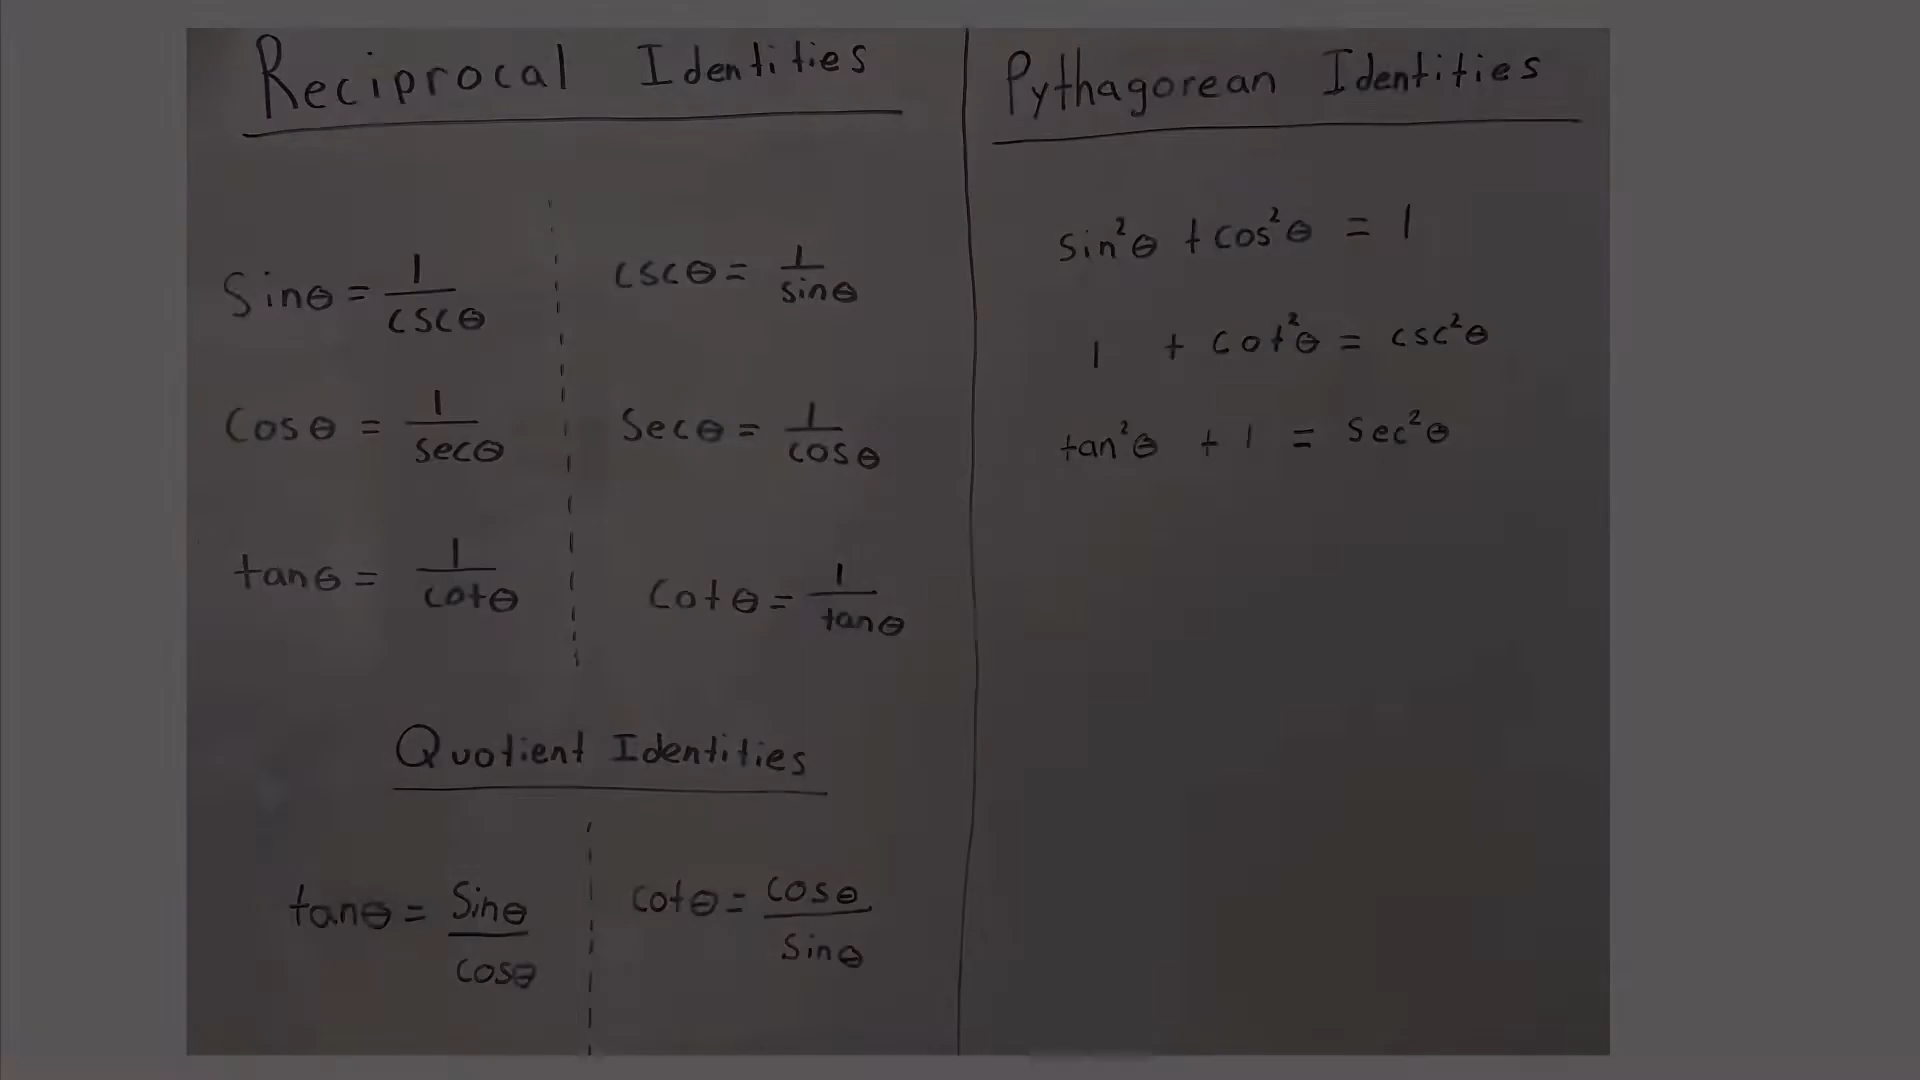 Reciprocal Identities
sinθ = 1/cscθ
cscθ = 1/sinθ
cosθ = 1/secθ
secθ = 1/cosθ
tanθ = 1/cotθ
cotθ = 1/tanθ
Quotient Identities
tanθ = sinθ/cosθ
cotθ = cosθ/sinθ
Pythagorean Identities
sin²θ + cos²θ = 1
1 + cot²θ = csc²θ
tan²θ + 1 = sec²θ